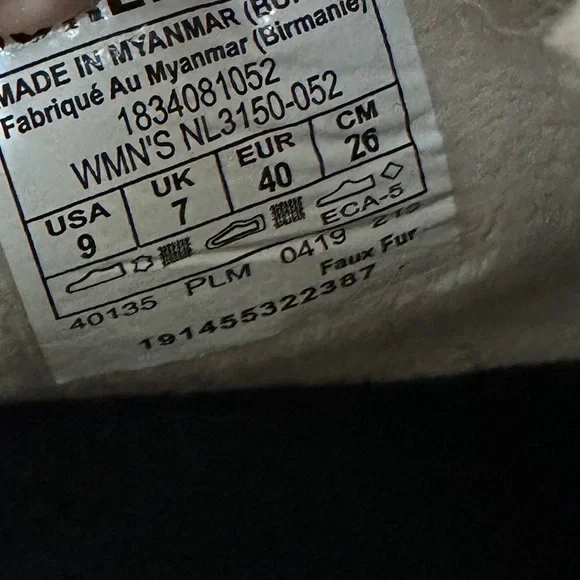 MADE IN MYANMAR
Fabriqué Au Myanmar (Birmanie)
1834081052
WMN'S NL3150-052
USA UK EUR CM
9 7 40 26
ECA-5
40135 PLM 0419
Faux Fur
191455322387